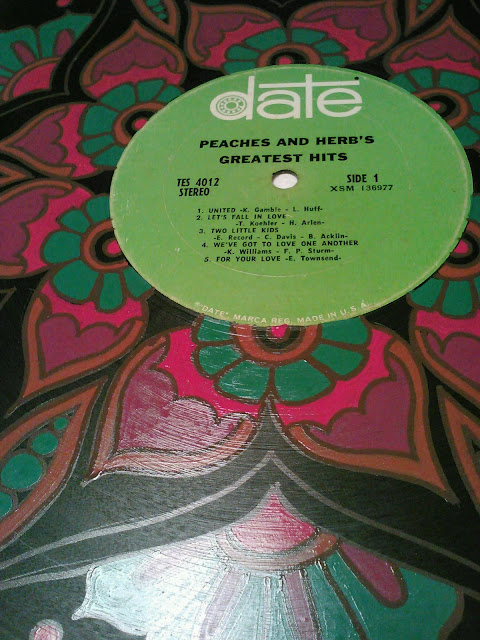 date
PEACHES AND HERB'S
GREATEST HITS
TES 4012
STEREO
SIDE 1
XSM 136977
1. UNITED -K. Gamble - L. Huff-
2. LET'S FALL IN LOVE
-T. Koehler - H. Arlen-
3. TWO LITTLE KIDS
-E. Record - C. Davis - B. Acklin-
4. WE'VE GOT TO LOVE ONE ANOTHER
-K. Williams - F. P. Sturm-
5. FOR YOUR LOVE -E. Townsend-
® "DATE", MARCA REG. MADE IN U.S.A.